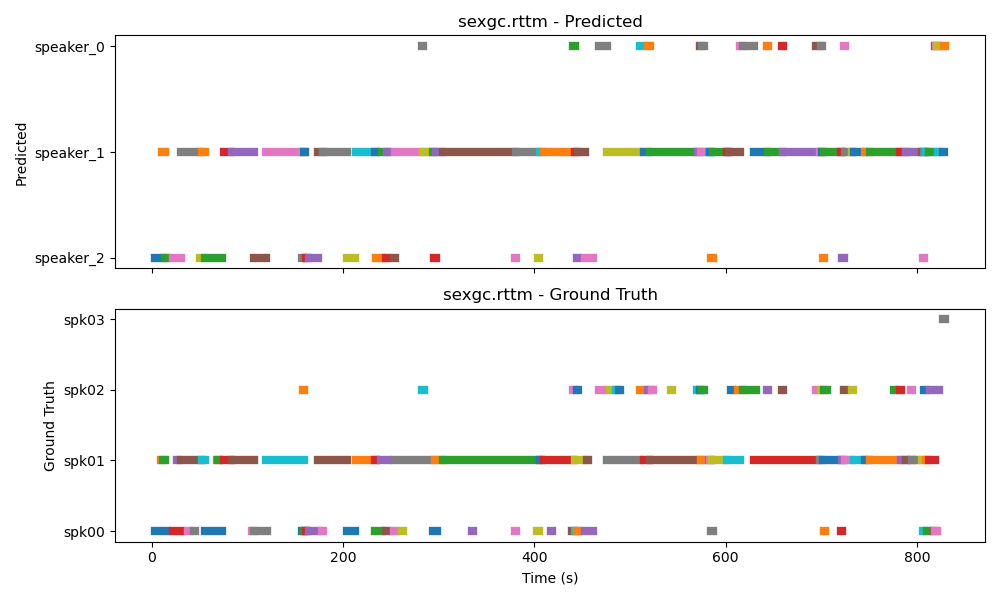 sexgc.rttm - Predicted
speaker_0
speaker_1
speaker_2
Predicted
sexgc.rttm - Ground Truth
spk03
spk02
spk01
spk00
Ground Truth
0 200 400 600 800
Time (s)